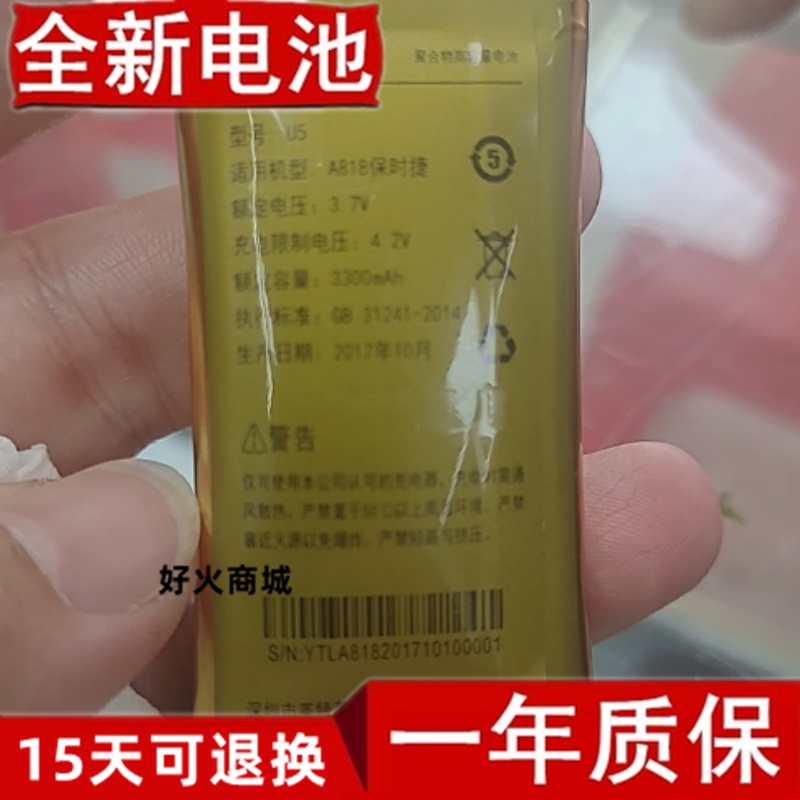 全新电池
聚合物高容量电池
型号: U5
5
适用机型: A818保时捷
额定电压: 3.7V
充电限制电压: 4.2V
额定容量: 3300mAh
执行标准: GB 31241-2014
生产日期: 2017年10月
警告
仅可使用本公司认可的充电器, 充电时需通
风散热, 严禁置于50℃以上高温环境, 严禁
靠近火源以免爆炸, 严禁短路与挤压.
好火商城
S/N:YTLA818201710100001
深圳市英特
15天可退换
一年质保